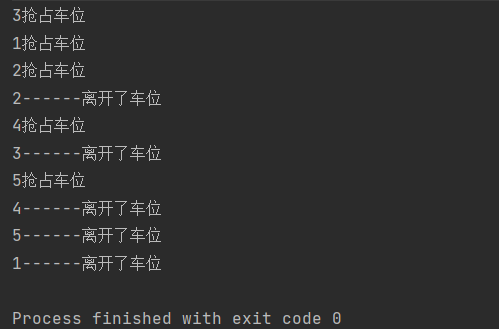 3抢占车位
1抢占车位
2抢占车位
2------离开了车位
4抢占车位
3------离开了车位
5抢占车位
4------离开了车位
5------离开了车位
1------离开了车位
Process finished with exit code 0